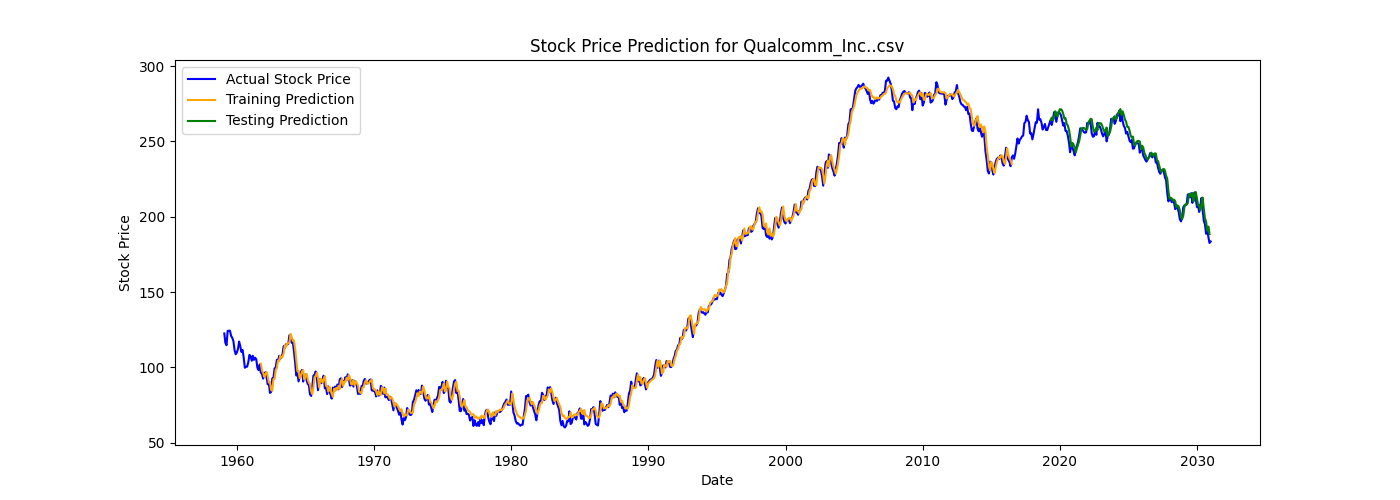 Stock Price Prediction for Qualcomm_Inc..csv
Actual Stock Price
Training Prediction
Testing Prediction
Stock Price
300
250
200
150
100
50
1960 1970 1980 1990 2000 2010 2020 2030
Date